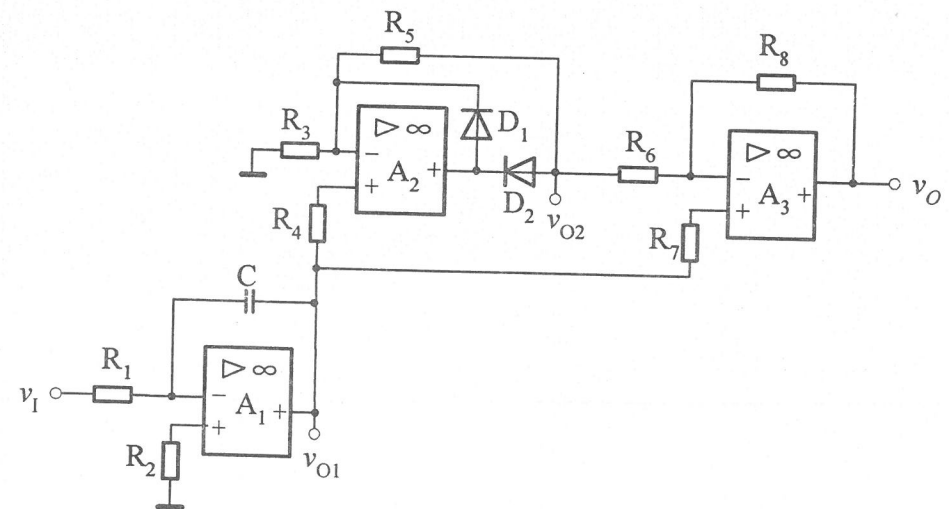 R5
R8
R3
▷ ∞
D1
R6
▷ ∞
−
A2
+
−
A3
+
vO
+
D2
vO2
+
R4
R7
C
R1
▷ ∞
vI
−
A1
+
+
R2
vO1